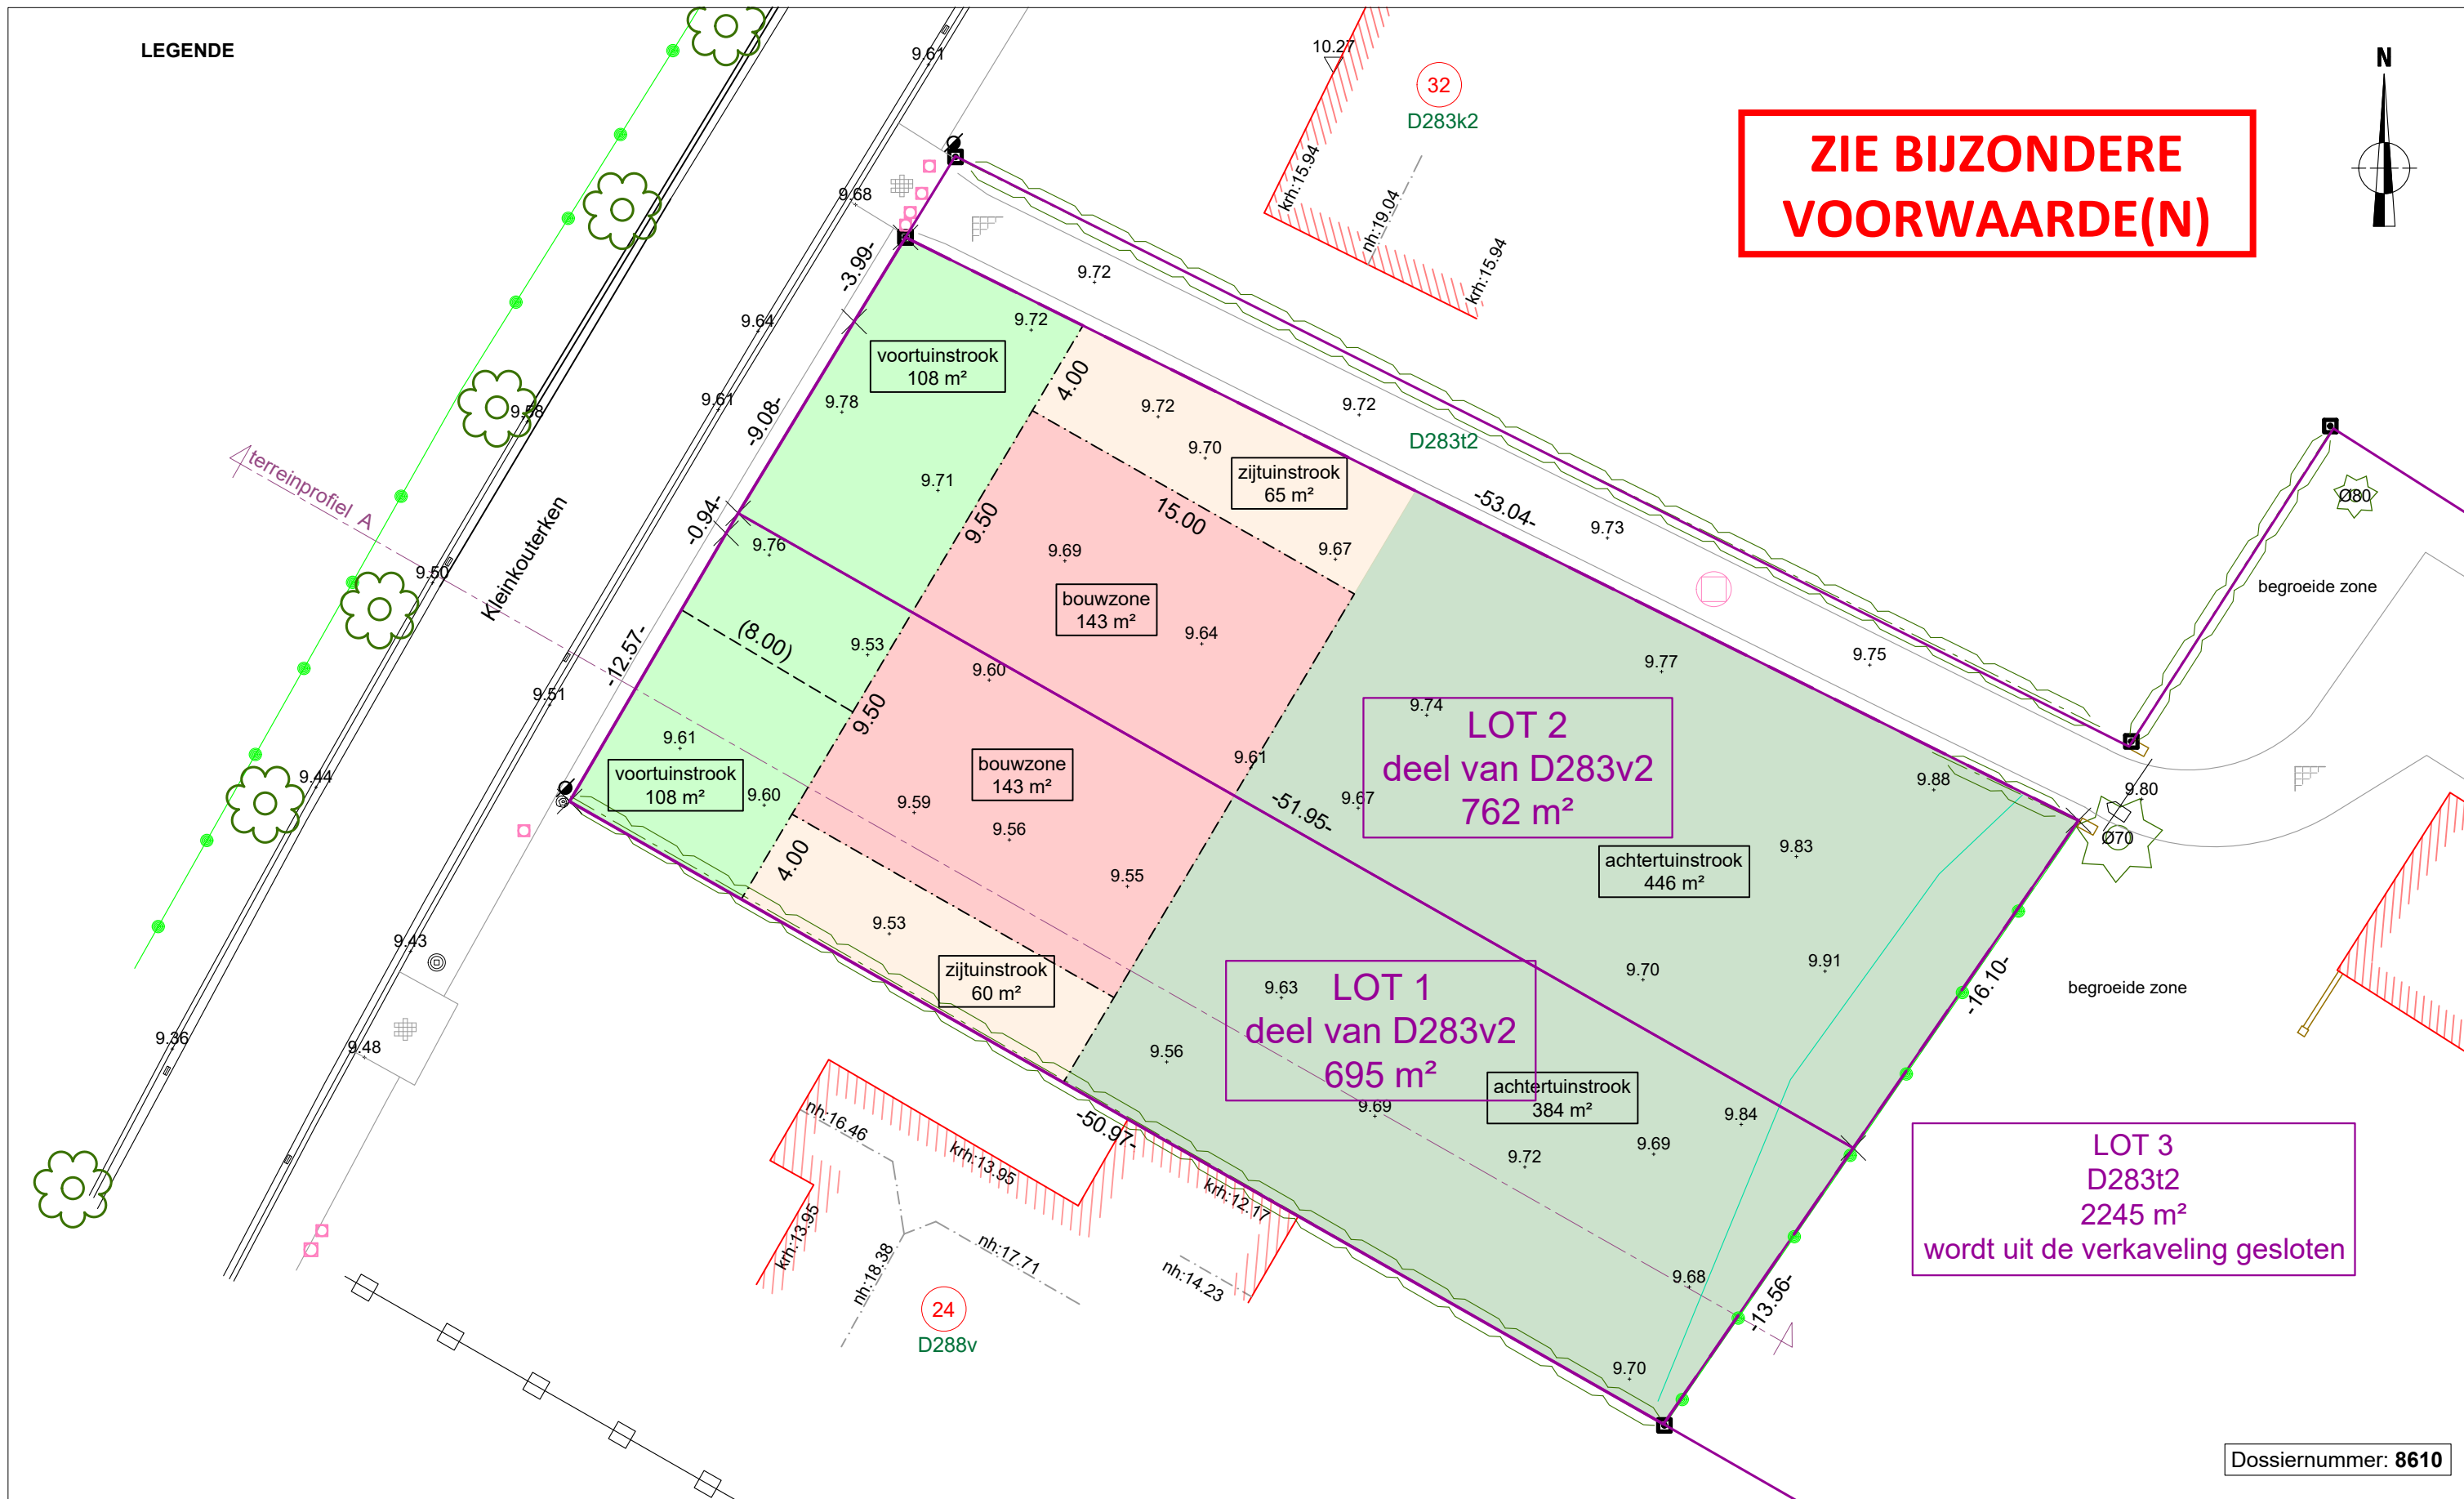 LEGENDE
9.61
10.27
32
D283k2
N
ZIE BIJZONDERE
VOORWAARDE(N)
krh:15.94
nh:19.04
krh:15.94
9.68
-3.99-
9.72
9.64
9.72
voortuinstrook
108 m²
4.00
9.61
9.78
9.58
-9.08-
9.72
9.72
D283t2
9.70
zijtuinstrook
65 m²
9.71
terreinprofiel A
-0.94-
9.50
15.00
-53.04-
9.73
Ø80
9.76
9.69
9.67
9.50
Kleinkouterken
begroeide zone
bouwzone
143 m²
(8.00)
9.53
9.64
-12.57-
9.60
9.77
9.75
9.51
9.50
9.74
LOT 2
deel van D283v2
762 m²
9.61
9.61
9.44
voortuinstrook
108 m²
9.60
bouwzone
143 m²
9.59
9.56
9.67
-51.95-
9.88
9.80
Ø70
4.00
9.55
9.83
achtertuinstrook
446 m²
9.53
9.43
zijtuinstrook
60 m²
9.63
LOT 1
deel van D283v2
695 m²
9.70
9.91
-16.10-
begroeide zone
9.36
9.48
9.56
achtertuinstrook
384 m²
9.69
9.84
nh:16.46
krh:13.95
-50.97-
9.72
9.69
LOT 3
D283t2
2245 m²
wordt uit de verkaveling gesloten
krh:12.17
krh:13.95
nh:18.38
nh:17.71
nh:14.23
9.68
-13.56-
24
D288v
9.70
Dossiernummer: 8610